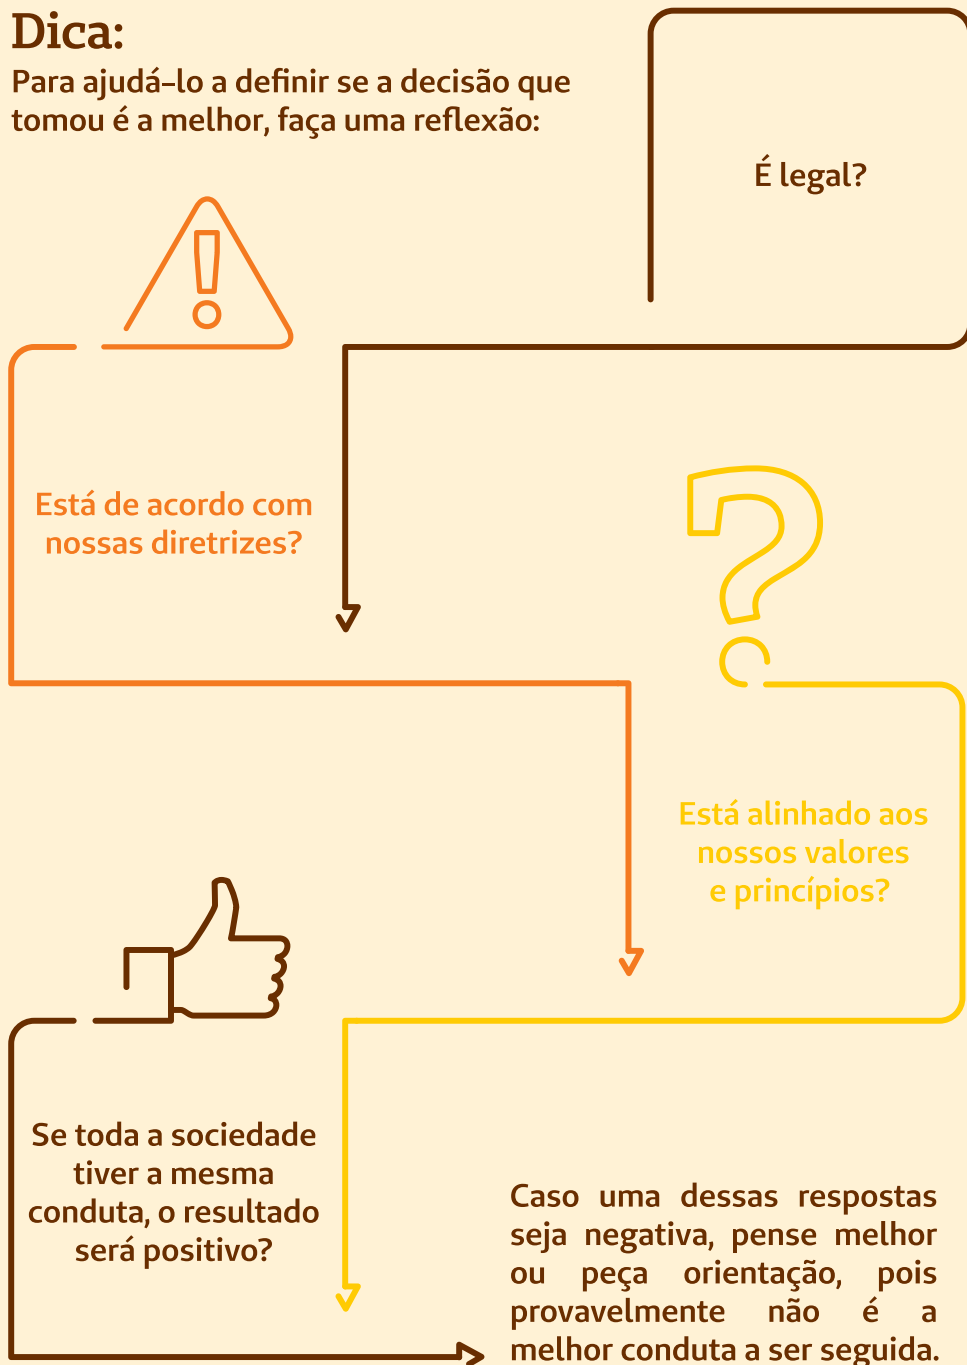 Dica:
Para ajudá-lo a definir se a decisão que
tomou é a melhor, faça uma reflexão:
É legal?
Está de acordo com
nossas diretrizes?
Está alinhado aos
nossos valores
e princípios?
Se toda a sociedade
tiver a mesma
conduta, o resultado
será positivo?
Caso uma dessas respostas
seja negativa, pense melhor
ou peça orientação, pois
provavelmente não é a
melhor conduta a ser seguida.